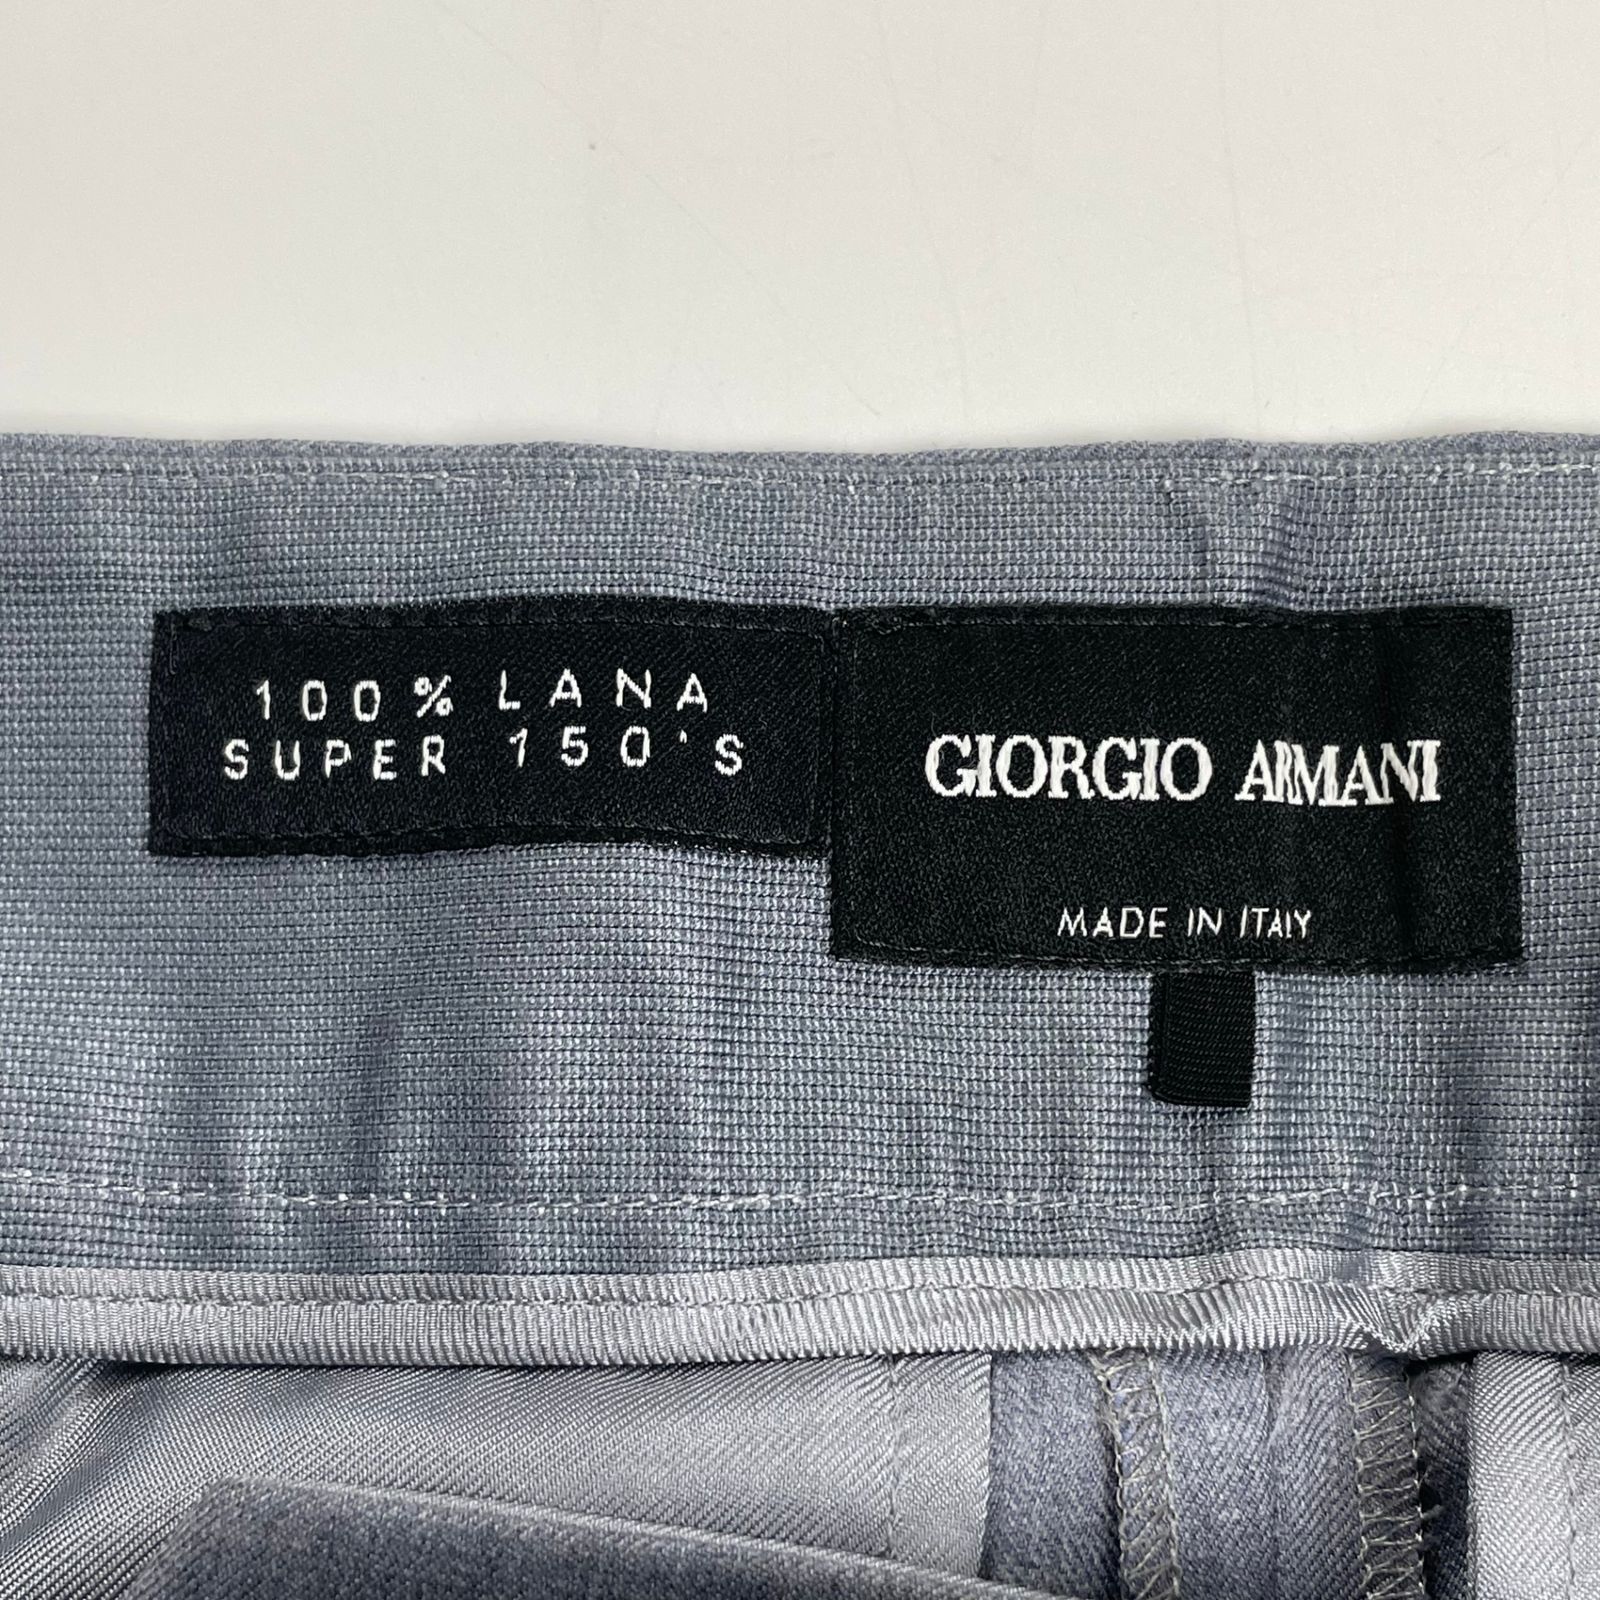 100% LANA
SUPER 150'S
GIORGIO ARMANI
MADE IN ITALY